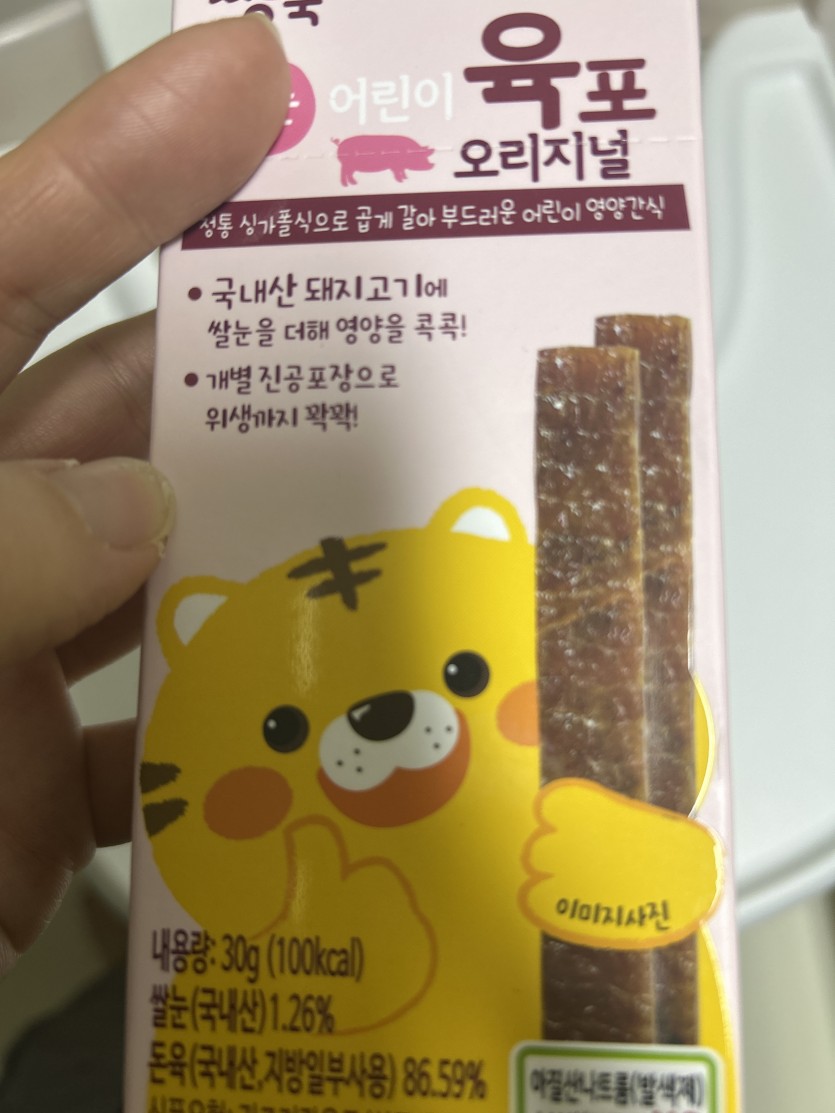 어린이 육포
오리지널
정통 싱가폴식으로 곱게 갈아 부드러운 어린이 영양간식
• 국내산 돼지고기에
쌀눈을 더해 영양을 콕콕!
• 개별 진공포장으로
위생까지 꽉꽉!
이미지사진
내용량: 30g (100kcal)
쌀눈(국내산)1.26%
돈육(국내산,지방일부사용) 86.59%
아질산나트륨(발색제)